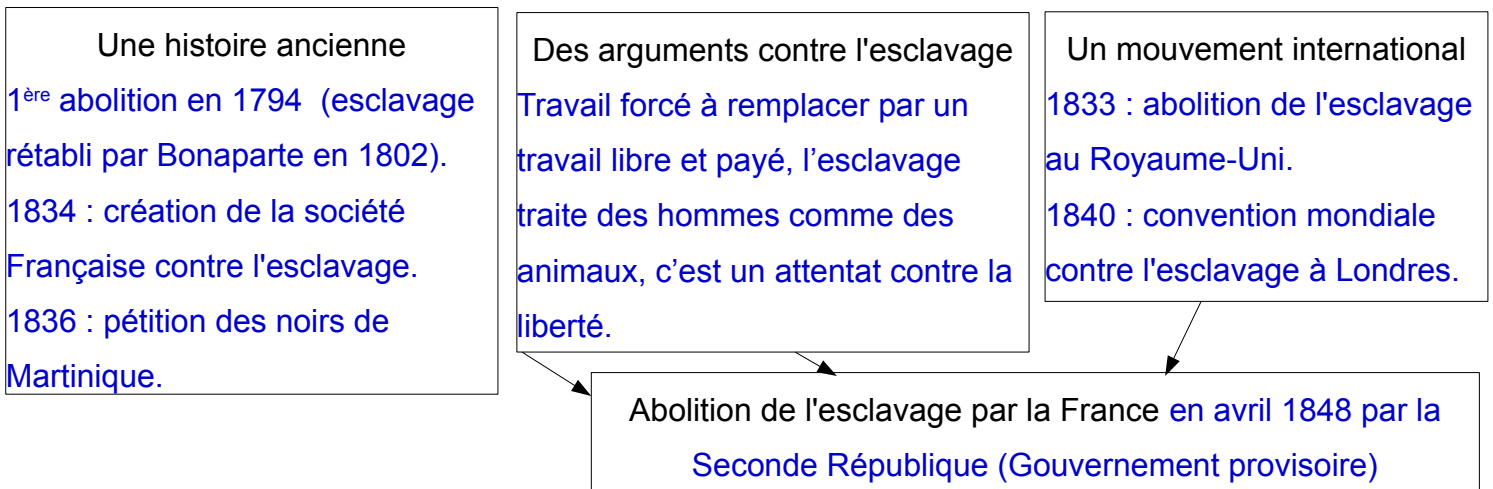 Une histoire ancienne
1ère abolition en 1794 (esclavage
rétabli par Bonaparte en 1802).
1834 : création de la société
Française contre l'esclavage.
1836 : pétition des noirs de
Martinique.
Des arguments contre l'esclavage
Travail forcé à remplacer par un
travail libre et payé, l’esclavage
traite des hommes comme des
animaux, c’est un attentat contre la
liberté.
Un mouvement international
1833 : abolition de l'esclavage
au Royaume-Uni.
1840 : convention mondiale
contre l'esclavage à Londres.
Abolition de l'esclavage par la France en avril 1848 par la
Seconde République (Gouvernement provisoire)